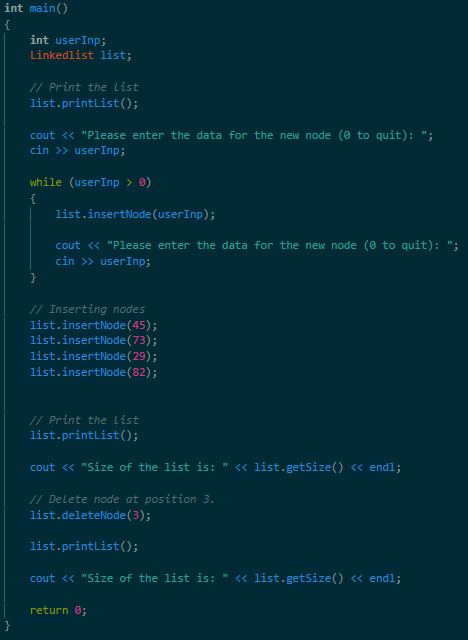 int main()
{
    int userInp;
    Linkedlist list;
    // Print the list
    list.printList();
    cout << "Please enter the data for the new node (0 to quit): ";
    cin >> userInp;
    while (userInp > 0)
    {
        list.insertNode(userInp);
        cout << "Please enter the data for the new node (0 to quit): ";
        cin >> userInp;
    }
    // Inserting nodes
    list.insertNode(45);
    list.insertNode(73);
    list.insertNode(29);
    list.insertNode(82);
    // Print the list
    list.printList();
    cout << "Size of the list is: " << list.getSize() << endl;
    // Delete node at position 3.
    list.deleteNode(3);
    list.printList();
    cout << "Size of the list is: " << list.getSize() << endl;
    return 0;
}